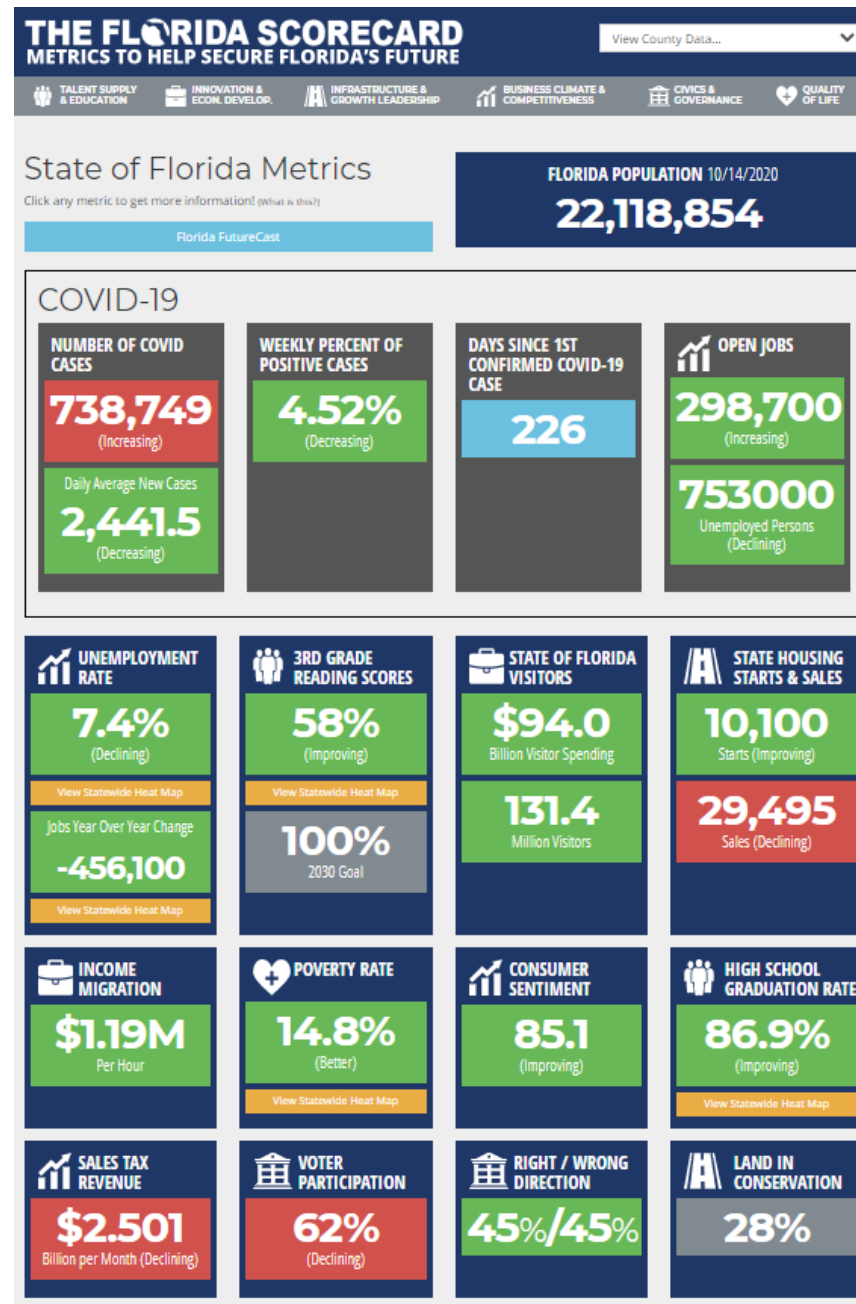 THE FLORIDA SCORECARD
METRICS TO HELP SECURE FLORIDA'S FUTURE
View County Data...
TALENT SUPPLY
& EDUCATION
INNOVATION &
ECON. DEVELOP.
INFRASTRUCTURE &
GROWTH LEADERSHIP
BUSINESS CLIMATE &
COMPETITIVENESS
CIVICS &
GOVERNANCE
QUALITY
OF LIFE
State of Florida Metrics
Click any metric to get more information! (What is this?)
Florida FutureCast
FLORIDA POPULATION 10/14/2020
22,118,854
COVID-19
NUMBER OF COVID
CASES
738,749
(Increasing)
Daily Average New Cases
2,441.5
(Decreasing)
WEEKLY PERCENT OF
POSITIVE CASES
4.52%
(Decreasing)
DAYS SINCE 1ST
CONFIRMED COVID-19
CASE
226
OPEN JOBS
298,700
(Increasing)
753000
Unemployed Persons
(Declining)
UNEMPLOYMENT
RATE
7.4%
(Declining)
View Statewide Heat Map
Jobs Year Over Year Change
-456,100
View Statewide Heat Map
3RD GRADE
READING SCORES
58%
(Improving)
View Statewide Heat Map
100%
2030 Goal
STATE OF FLORIDA
VISITORS
$94.0
Billion Visitor Spending
131.4
Million Visitors
STATE HOUSING
STARTS & SALES
10,100
Starts (Improving)
29,495
Sales (Declining)
INCOME
MIGRATION
$1.19M
Per Hour
POVERTY RATE
14.8%
(Better)
View Statewide Heat Map
CONSUMER
SENTIMENT
85.1
(Improving)
HIGH SCHOOL
GRADUATION RATE
86.9%
(Improving)
View Statewide Heat Map
SALES TAX
REVENUE
$2.501
Billion per Month (Declining)
VOTER
PARTICIPATION
62%
(Declining)
RIGHT / WRONG
DIRECTION
45%/45%
LAND IN
CONSERVATION
28%